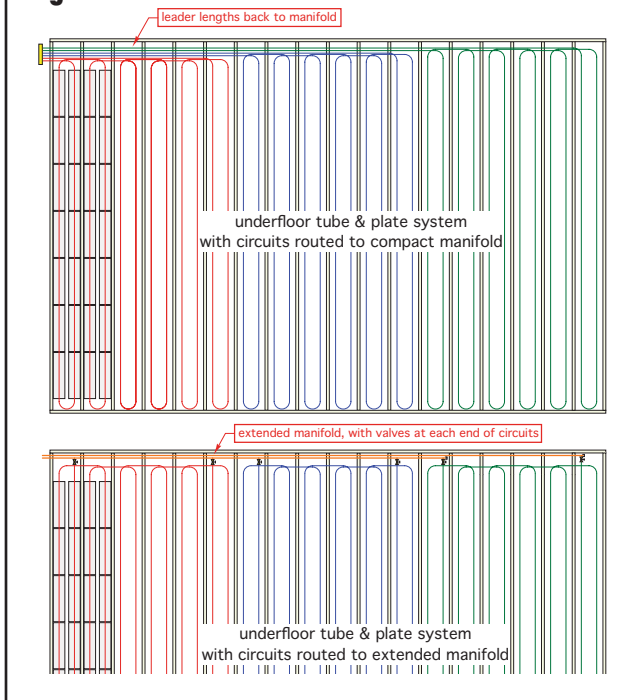 leader lengths back to manifold
underfloor tube & plate system
with circuits routed to compact manifold
extended manifold, with valves at each end of circuits
underfloor tube & plate system
with circuits routed to extended manifold